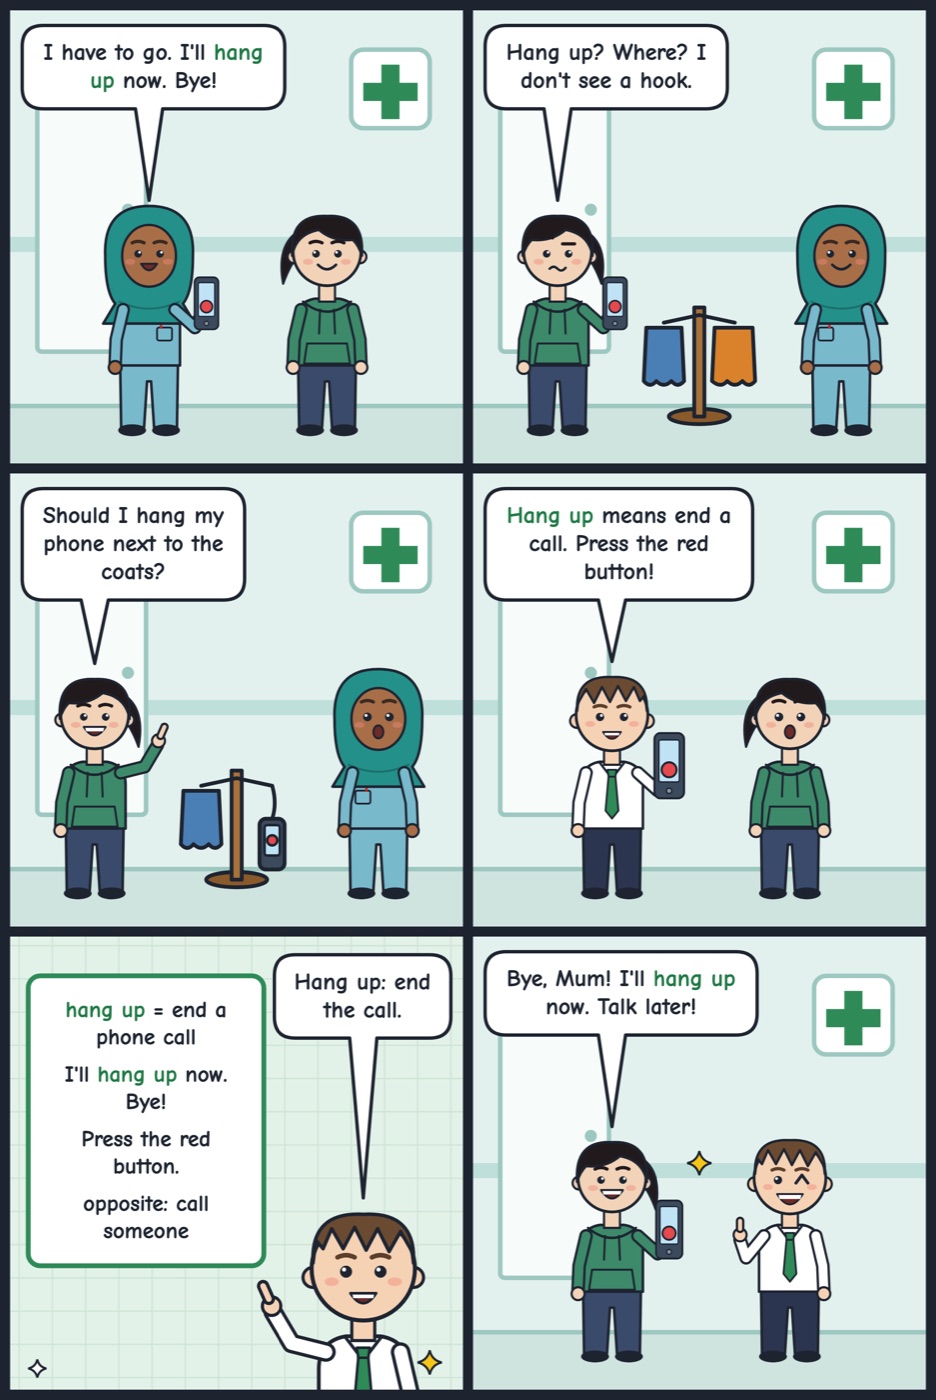 I have to go. I'll hang
up now. Bye!
Hang up? Where? I
don't see a hook.
Should I hang my
phone next to the
coats?
Hang up means end a
call. Press the red
button!
hang up = end a
phone call
I'll hang up now.
Bye!
Press the red
button.
opposite: call
someone
Hang up: end
the call.
Bye, Mum! I'll hang up
now. Talk later!